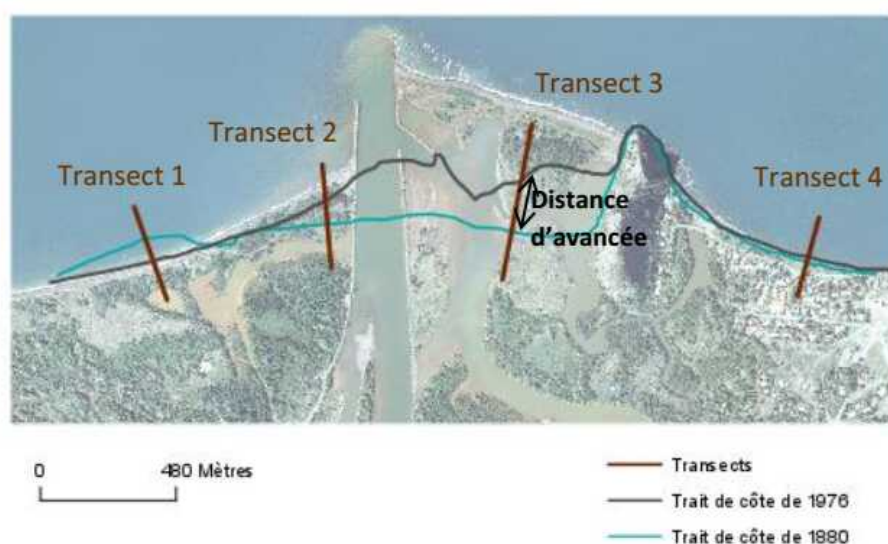 Transect 3
Transect 2
Transect 1
Transect 4
Distance
d'avancée
0 480 Mètres
Transects
Trait de côte de 1976
Trait de côte de 1880